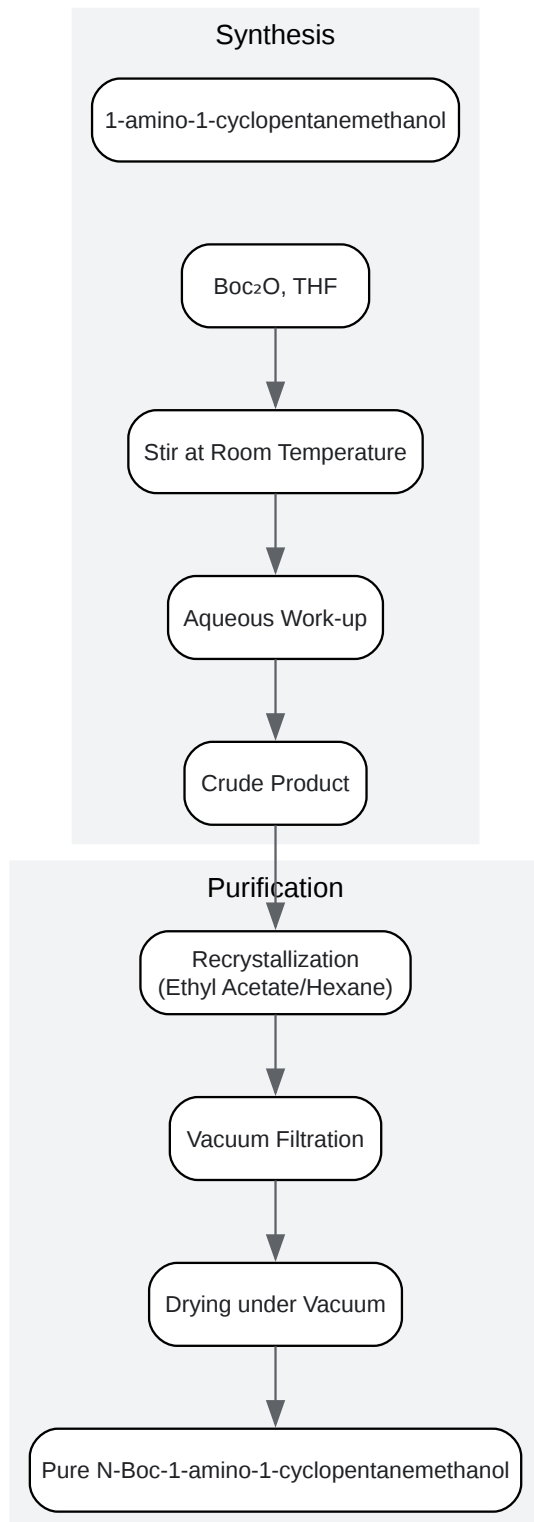 Synthesis
1-amino-1-cyclopentanemethanol
Boc₂O, THF
Stir at Room Temperature
Aqueous Work-up
Crude Product
Purification
Recrystallization
(Ethyl Acetate/Hexane)
Vacuum Filtration
Drying under Vacuum
Pure N-Boc-1-amino-1-cyclopentanemethanol